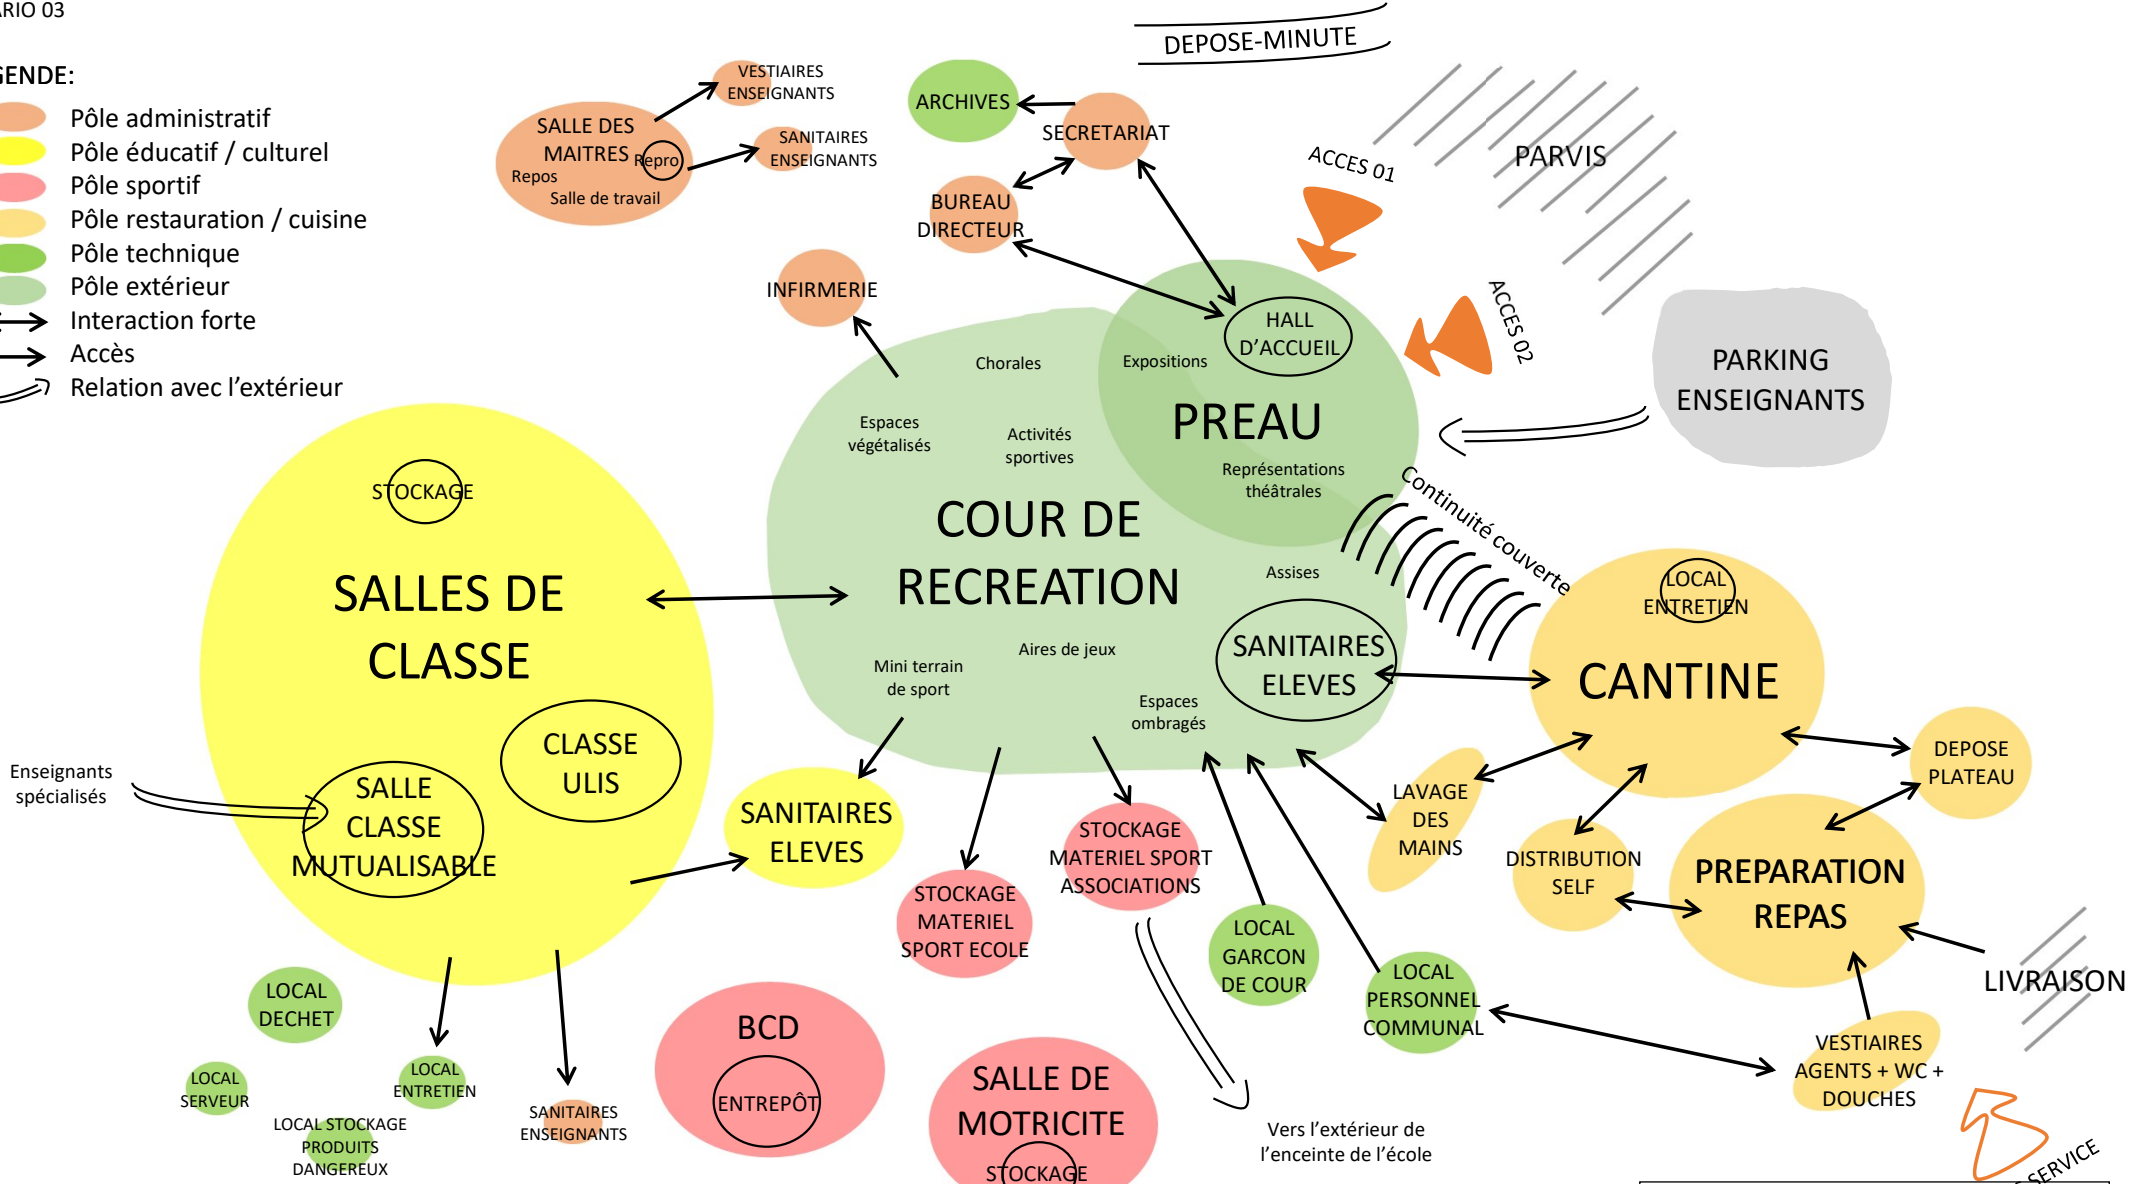 ARIO 03
GENDE:
Pôle administratif
Pôle éducatif / culturel
Pôle sportif
Pôle restauration / cuisine
Pôle technique
Pôle extérieur
Interaction forte
Accès
Relation avec l'extérieur
VESTIAIRES
ENSEIGNANTS
SALLE DES
MAITRES
Repro
Repos
Salle de travail
SANITAIRES
ENSEIGNANTS
ARCHIVES
SECRETARIAT
BUREAU
DIRECTEUR
INFIRMERIE
DEPOSE-MINUTE
ACCES 01
PARVIS
ACCES 02
PARKING
ENSEIGNANTS
HALL
D'ACCUEIL
Chorales
Expositions
PREAU
Espaces
végétalisés
Activités
sportives
Représentations
théâtrales
Continuité couverte
COUR DE
RECREATION
Assises
SANITAIRES
ELEVES
Aires de jeux
Mini terrain
de sport
Espaces
ombragés
STOCKAGE
SALLES DE
CLASSE
CLASSE
ULIS
SALLE
CLASSE
MUTUALISABLE
Enseignants
spécialisés
SANITAIRES
ELEVES
LOCAL
ENTRETIEN
CANTINE
DEPOSE
PLATEAU
LAVAGE
DES
MAINS
DISTRIBUTION
SELF
PREPARATION
REPAS
LIVRAISON
STOCKAGE
MATERIEL SPORT
ASSOCIATIONS
STOCKAGE
MATERIEL
SPORT ECOLE
LOCAL
GARCON
DE COUR
LOCAL
PERSONNEL
COMMUNAL
VESTIAIRES
AGENTS + WC +
DOUCHES
LOCAL
DECHET
LOCAL
SERVEUR
LOCAL
ENTRETIEN
LOCAL STOCKAGE
PRODUITS
DANGEREUX
SANITAIRES
ENSEIGNANTS
BCD
ENTREPÔT
SALLE DE
MOTRICITE
STOCKAGE
Vers l'extérieur de
l'enceinte de l'école
SERVICE